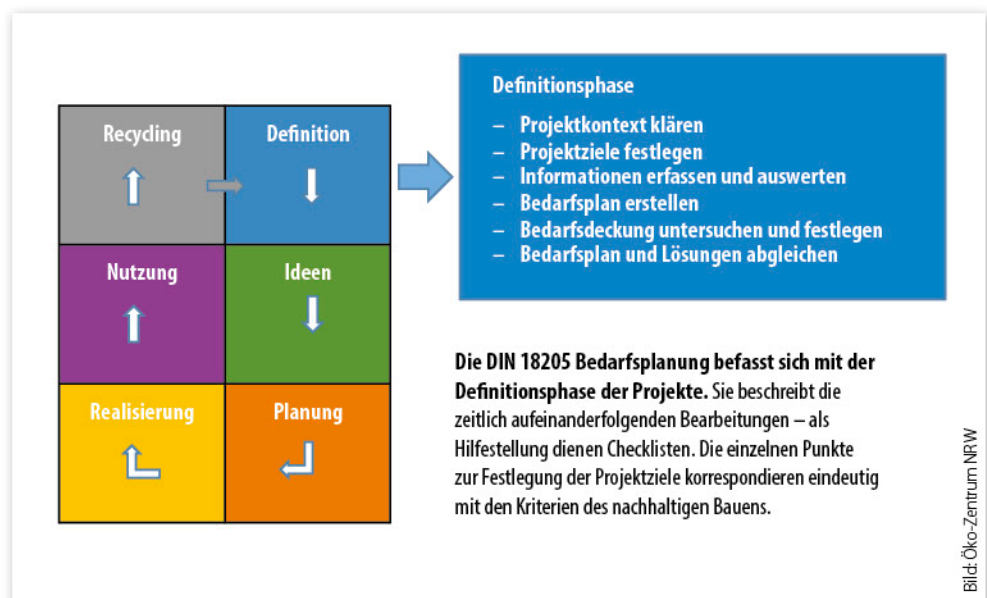 Recycling
Definition
Nutzung
Ideen
Realisierung
Planung
Definitionsphase
– Projektkontext klären
– Projektziele festlegen
– Informationen erfassen und auswerten
– Bedarfsplan erstellen
– Bedarfsdeckung untersuchen und festlegen
– Bedarfsplan und Lösungen abgleichen
Die DIN 18205 Bedarfsplanung befasst sich mit der
Definitionsphase der Projekte. Sie beschreibt die
zeitlich aufeinanderfolgenden Bearbeitungen – als
Hilfestellung dienen Checklisten. Die einzelnen Punkte
zur Festlegung der Projektziele korrespondieren eindeutig
mit den Kriterien des nachhaltigen Bauens.
Bild: Öko-Zentrum NRW